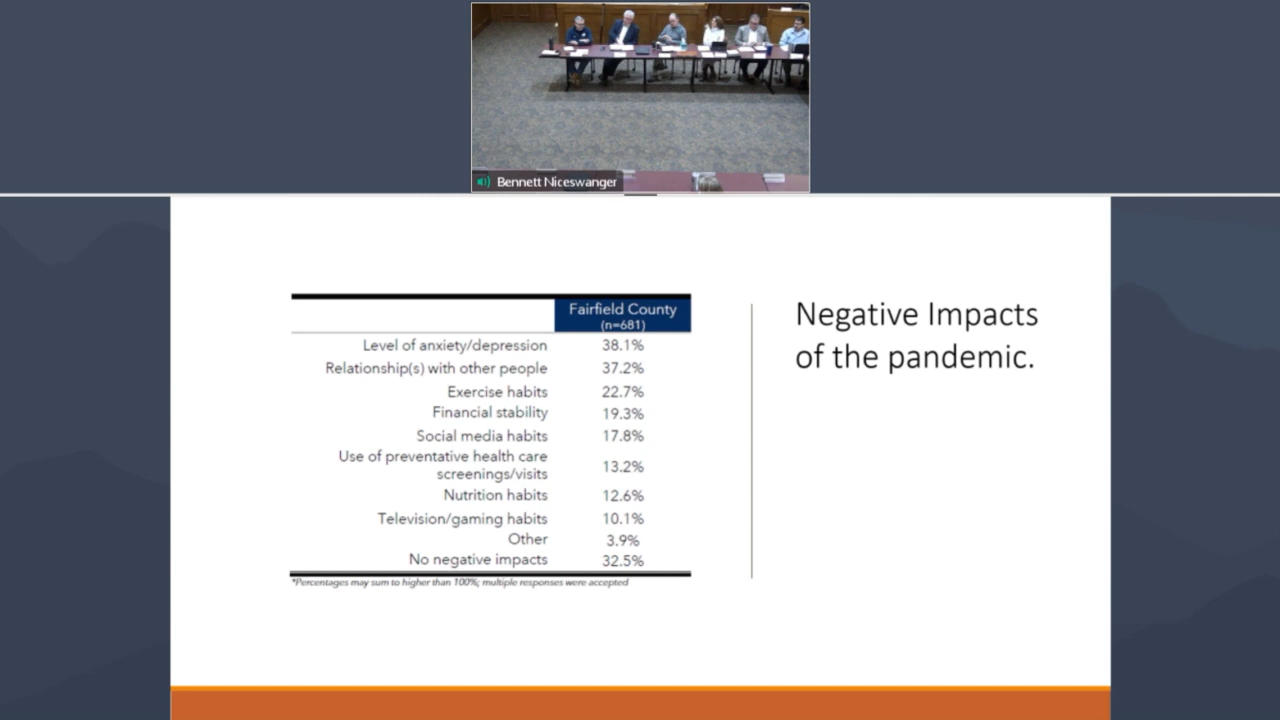 Bennett Niceswanger
Fairfield County
(n=681)
Level of anxiety/depression 38.1%
Relationship(s) with other people 37.2%
Exercise habits 22.7%
Financial stability 19.3%
Social media habits 17.8%
Use of preventative health care
screenings/visits 13.2%
Nutrition habits 12.6%
Television/gaming habits 10.1%
Other 3.9%
No negative impacts 32.5%
*Percentages may sum to higher than 100%; multiple responses were accepted
Negative Impacts
of the pandemic.